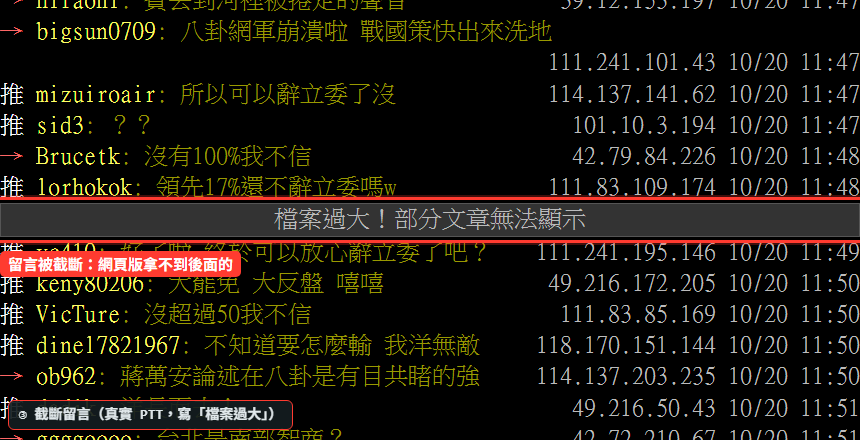 bigsun0709: 八卦網軍崩潰啦 戰國策快出來洗地
111.241.101.43 10/20 11:47
推 mizuiroair: 所以可以辭立委了沒 114.137.141.62 10/20 11:47
推 sid3: ?? 101.10.3.194 10/20 11:47
→ Brucetk: 沒有100%我不信 42.79.84.226 10/20 11:48
推 lorhokok: 領先17%還不辭立委嗎w 111.83.109.174 10/20 11:48
檔案過大!部分文章無法顯示
終於可以放心辭立委了吧? 111.241.195.146 10/20 11:49
留言被截斷:網頁版拿不到後面的
推 keny80206: 大罷免 大反盤 嘻嘻 49.216.172.205 10/20 11:50
推 VicTure: 沒超過50我不信 111.83.85.169 10/20 11:50
推 dine17821967: 不知道要怎麼輸 我洋無敵 118.170.151.144 10/20 11:50
→ ob962: 蔣萬安論述在八卦是有目共睹的強 114.137.203.235 10/20 11:50
49.216.50.43 10/20 11:51
③ 截斷留言(真實 PTT,寫「檔案過大」)